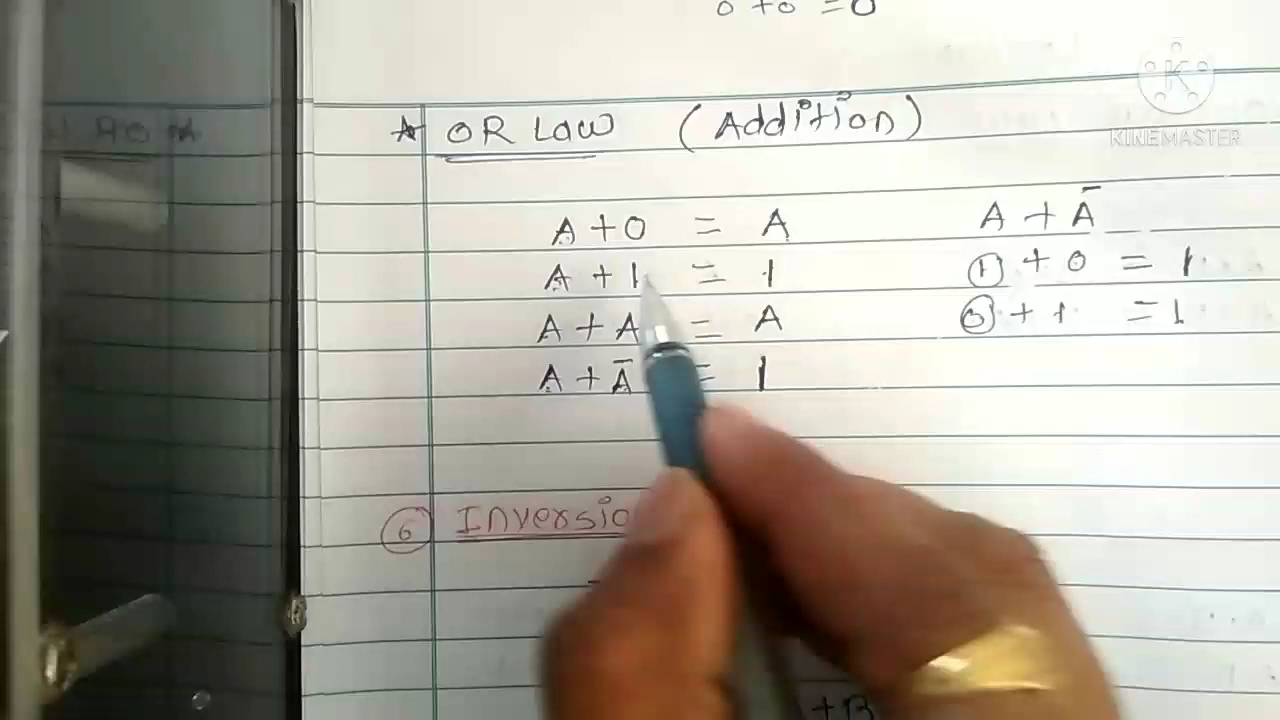 0 + 0 = 0
K
KINEMASTER
☆ OR Law (Addition)
A + 0 = A
A + 1 = 1
A + A = A
A + Ā = 1
A + Ā
① + 0 = 1
⓪ + 1 = 1
⑥ Inversio
+ B